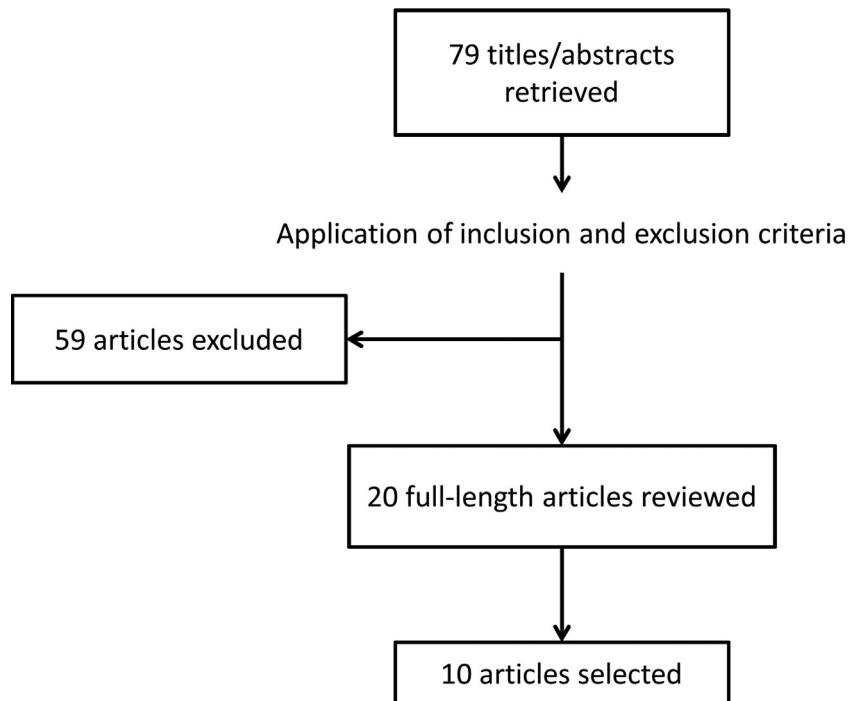 79 titles/abstracts
retrieved
Application of inclusion and exclusion criteria
59 articles excluded
20 full-length articles reviewed
10 articles selected